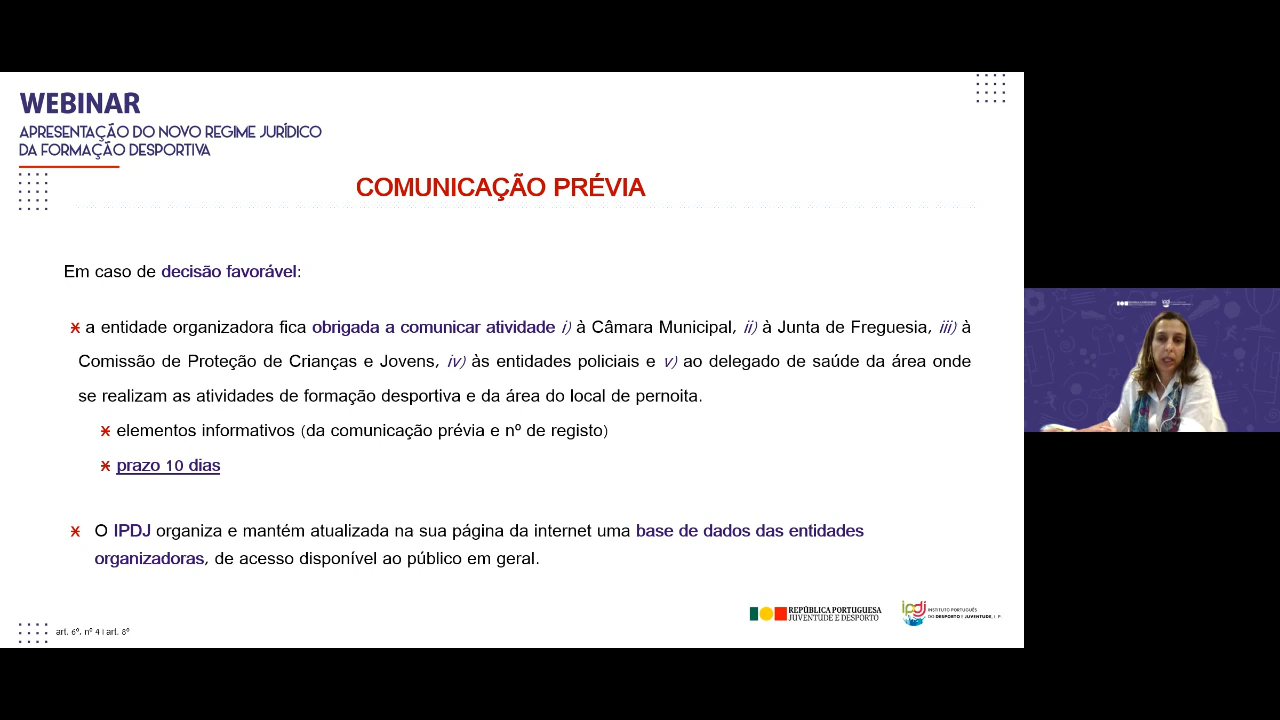 WEBINAR
APRESENTAÇÃO DO NOVO REGIME JURÍDICO
DA FORMAÇÃO DESPORTIVA
COMUNICAÇÃO PRÉVIA
Em caso de decisão favorável:
a entidade organizadora fica obrigada a comunicar atividade i) à Câmara Municipal, ii) à Junta de Freguesia, iii) à
Comissão de Proteção de Crianças e Jovens, iv) às entidades policiais e v) ao delegado de saúde da área onde
se realizam as atividades de formação desportiva e da área do local de pernoita.
elementos informativos (da comunicação prévia e nº de registo)
prazo 10 dias
O IPDJ organiza e mantém atualizada na sua página da internet uma base de dados das entidades
organizadoras, de acesso disponível ao público em geral.
REPÚBLICA PORTUGUESA
JUVENTUDE E DESPORTO
ipdj
INSTITUTO PORTUGUÊS
DO DESPORTO E JUVENTUDE, I. P.
art. 6º, nº 4 i art. 8º